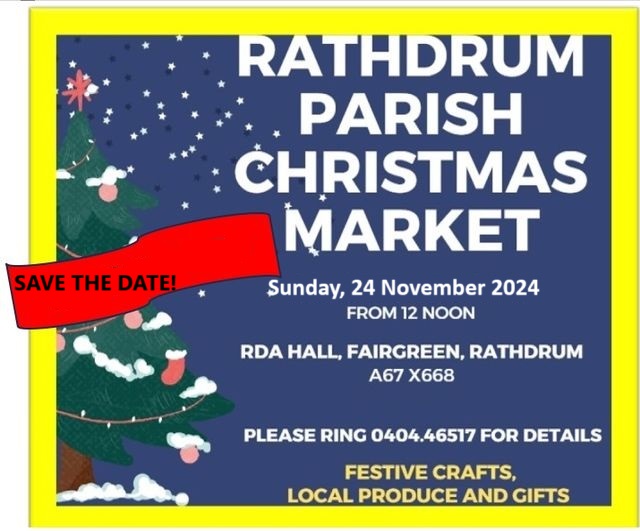 RATHDRUM
PARISH
CHRISTMAS
MARKET
SAVE THE DATE!
Sunday, 24 November 2024
FROM 12 NOON
RDA HALL, FAIRGREEN, RATHDRUM
A67 X668
PLEASE RING 0404.46517 FOR DETAILS
FESTIVE CRAFTS,
LOCAL PRODUCE AND GIFTS